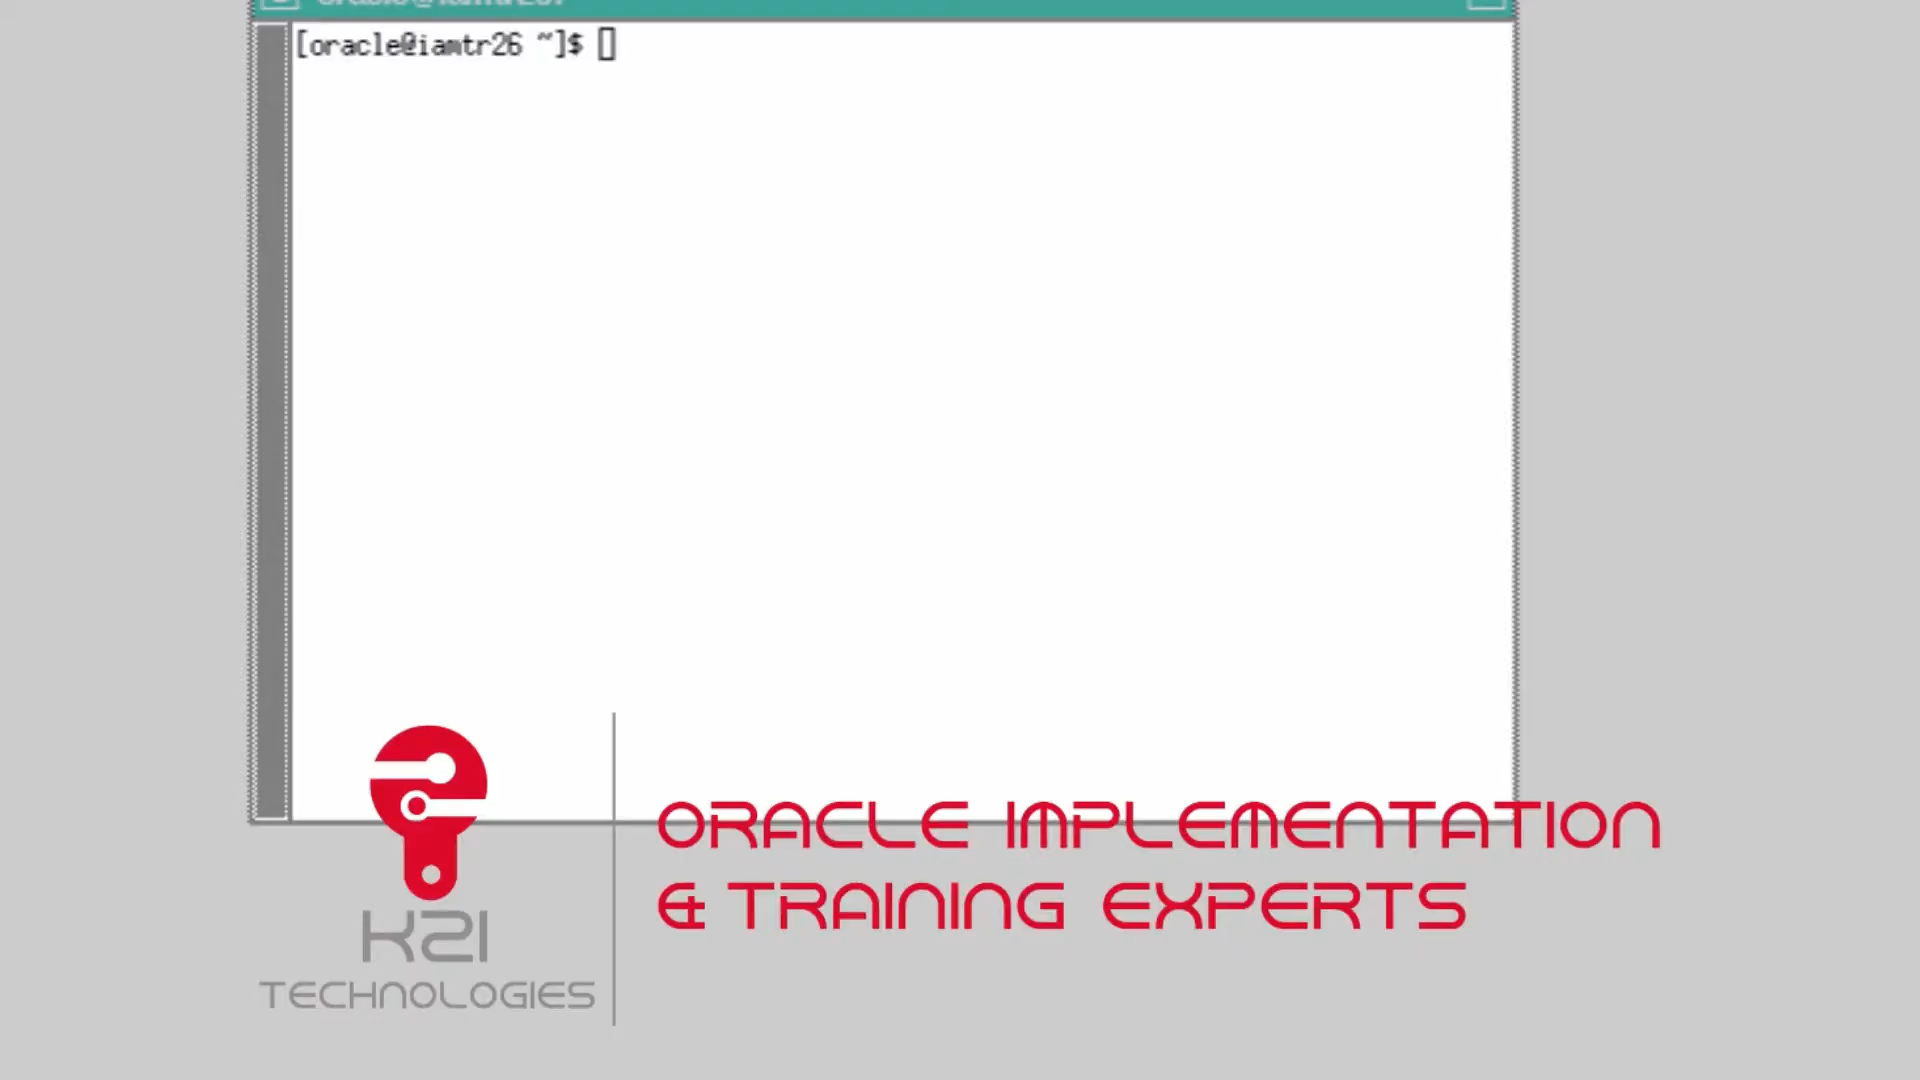 [oracle@iamtr26 ~]$
ORACLE IMPLEMENTATION
& TRAINING EXPERTS
K21
TECHNOLOGIES